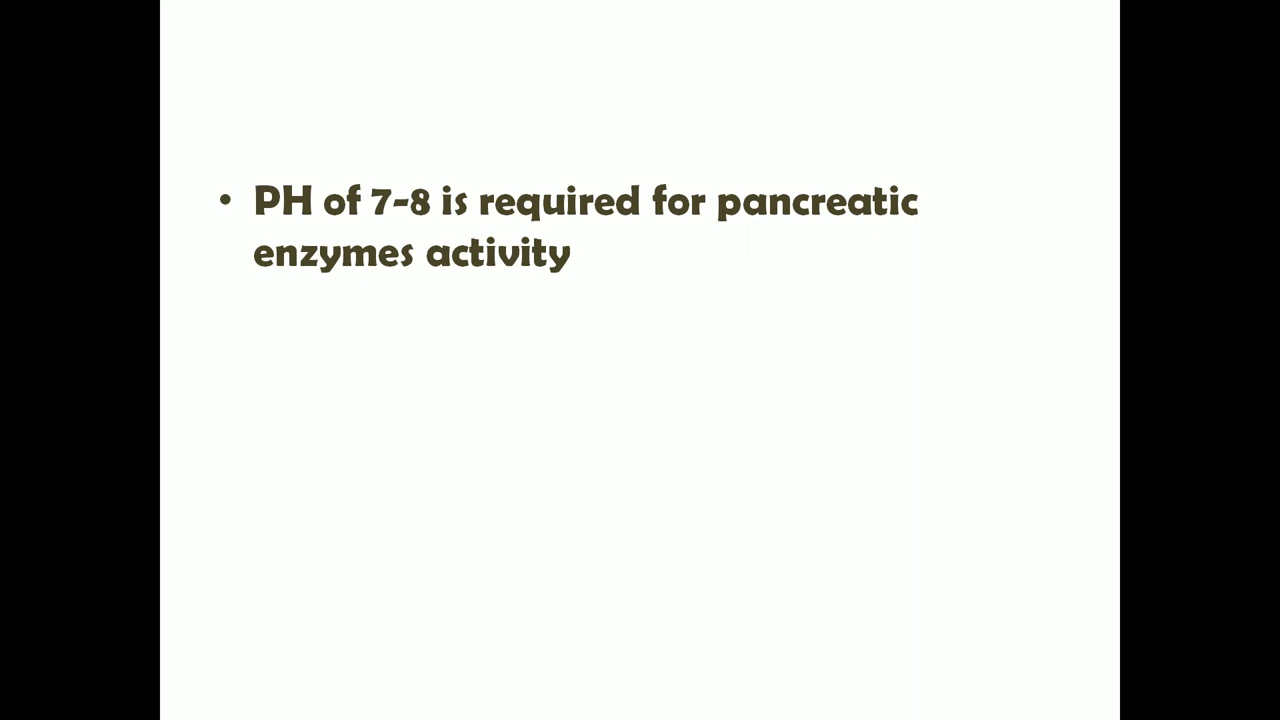 • PH of 7-8 is required for pancreatic
enzymes activity